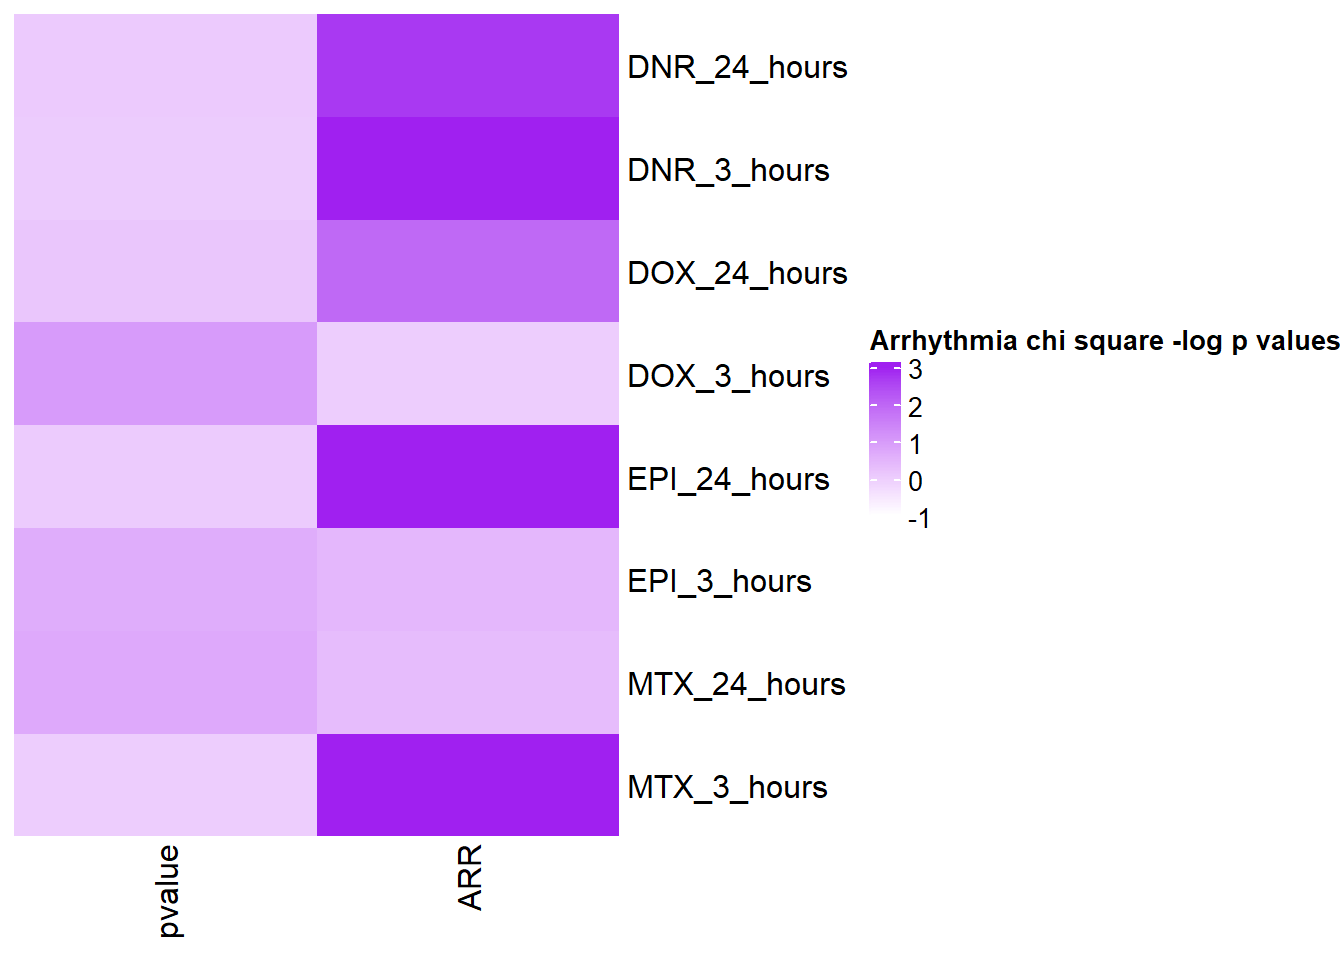 DNR_24_hours
DNR_3_hours
DOX_24_hours
DOX_3_hours
EPI_24_hours
EPI_3_hours
MTX_24_hours
MTX_3_hours
pvalue
ARR
Arrhythmia chi square -log p values
3
2
1
0
-1